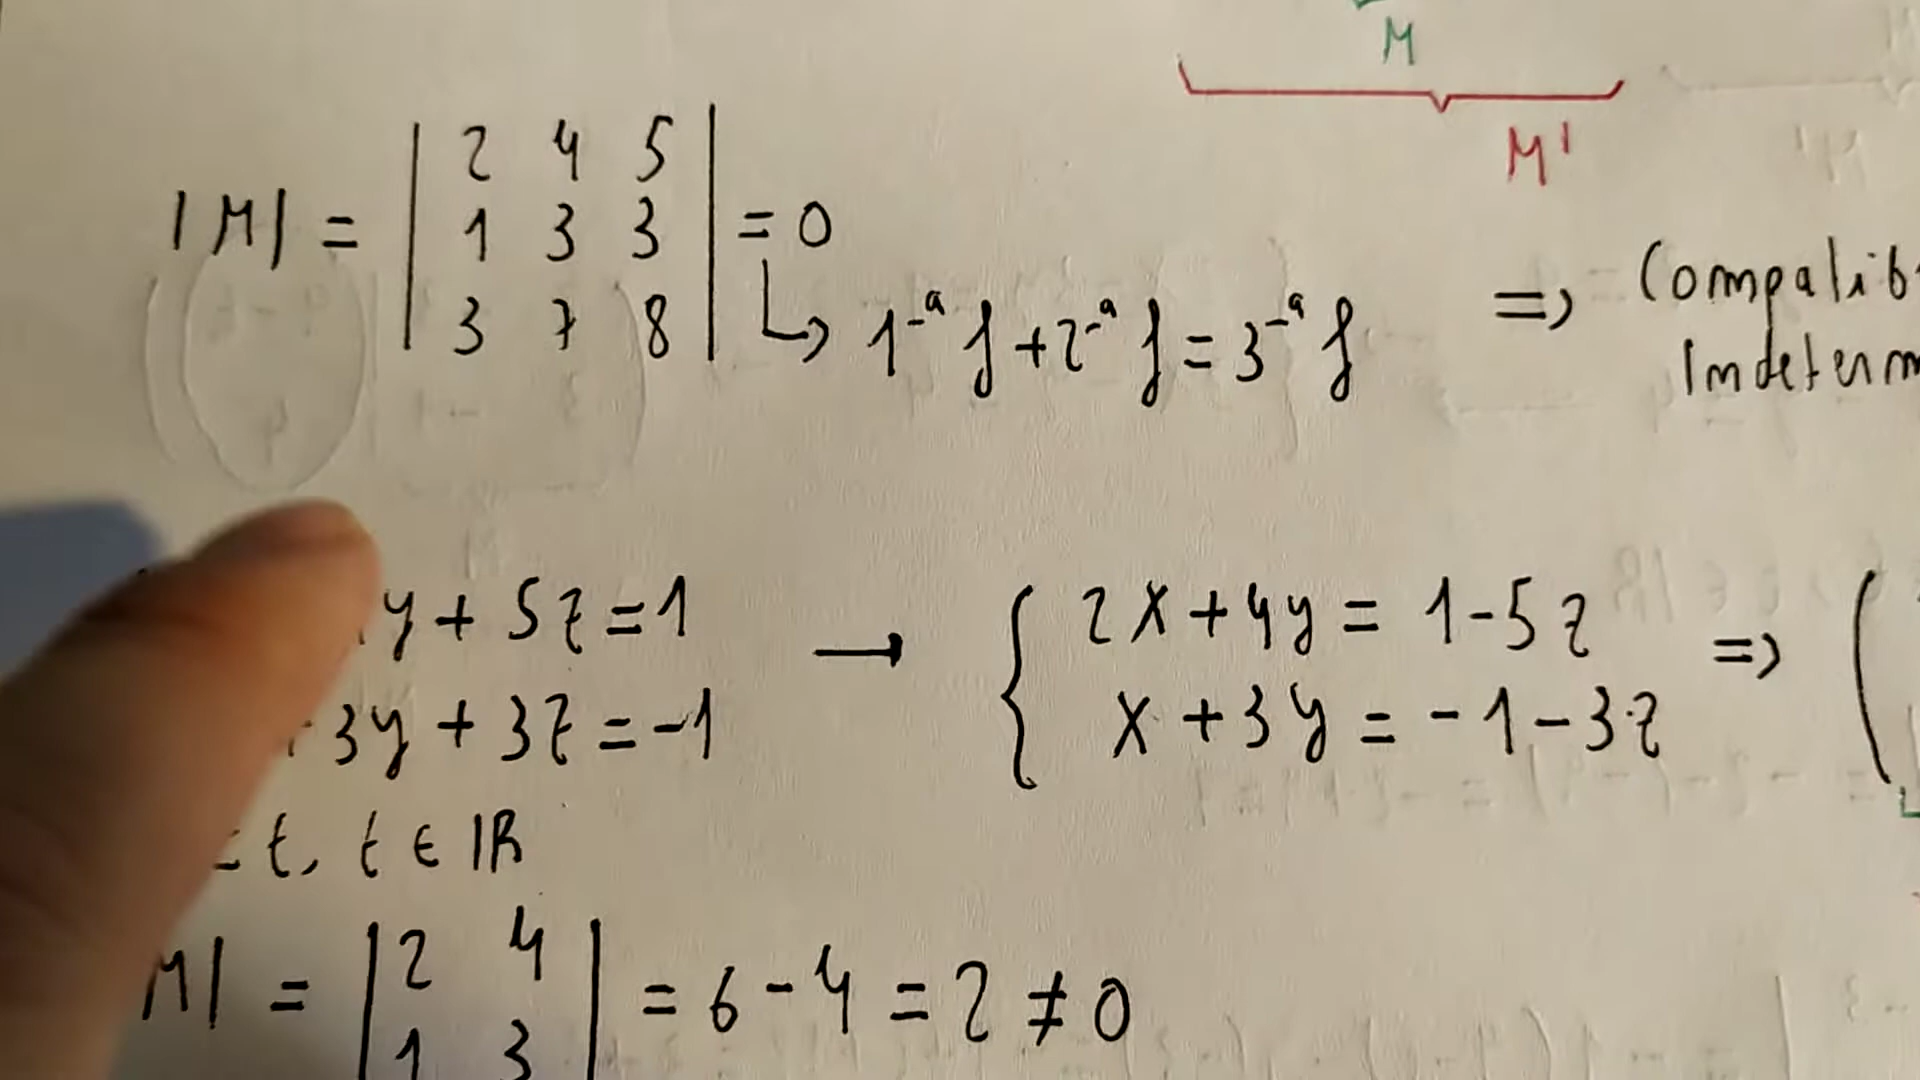 M
M'
|M| = | 2 4 5 | = 0
| 1 3 3 |
| 3 7 8 |
↳ 1-ª f + 2-ª f = 3-ª f => Compatib
Indeterm
y + 5z = 1 → { 2x + 4y = 1 - 5z =>
+ 3y + 3z = -1 x + 3y = -1 - 3z
= t, t ∈ IR
M| = | 2 4 | = 6 - 4 = 2 ≠ 0
1 3